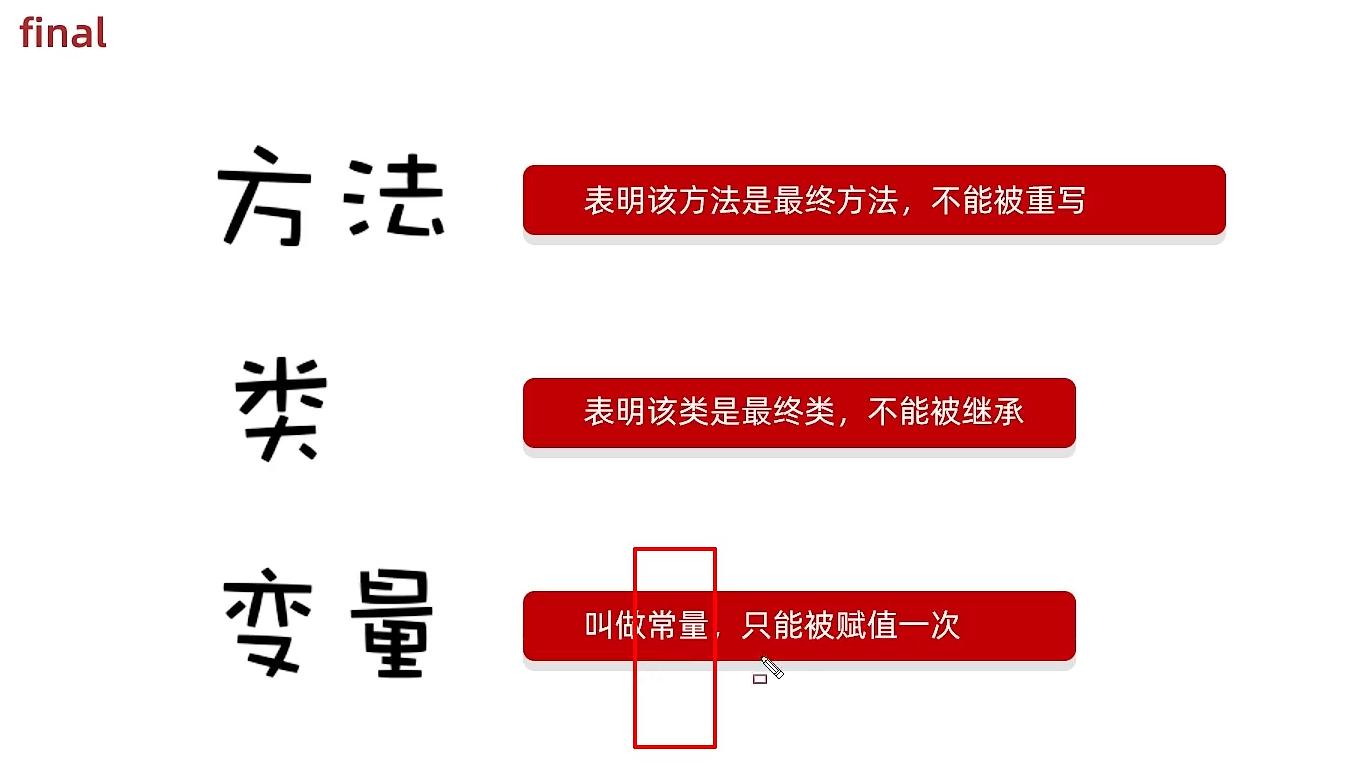 final
方法
表明该方法是最终方法，不能被重写
类
表明该类是最终类，不能被继承
变量
叫做常量，只能被赋值一次